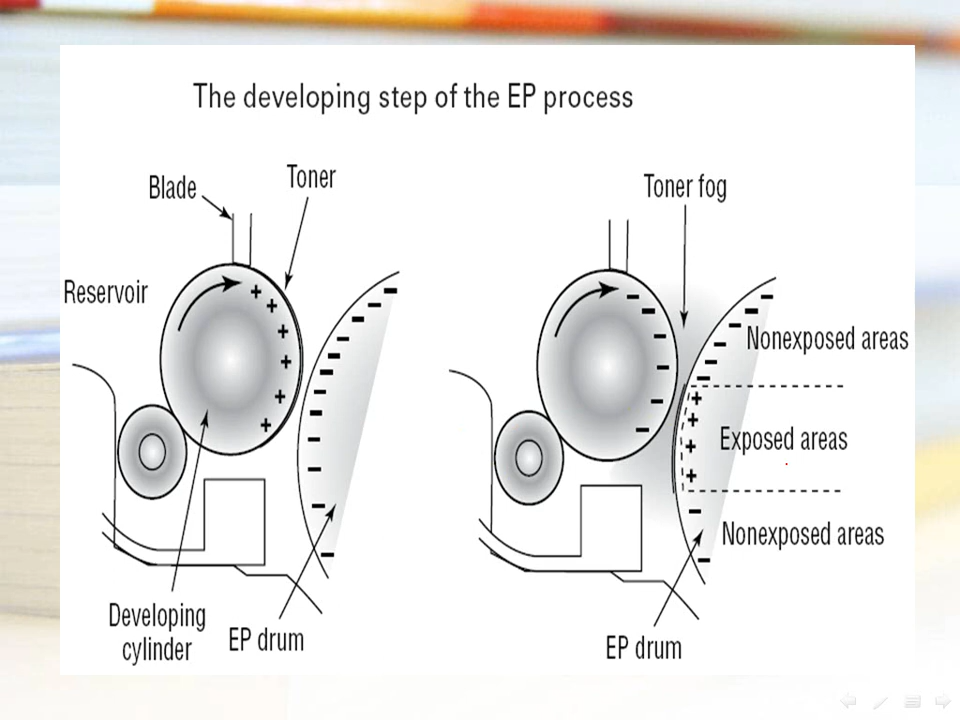 The developing step of the EP process
Blade
Toner
Reservoir
Developing
cylinder
EP drum
Toner fog
Nonexposed areas
Exposed areas
Nonexposed areas
EP drum